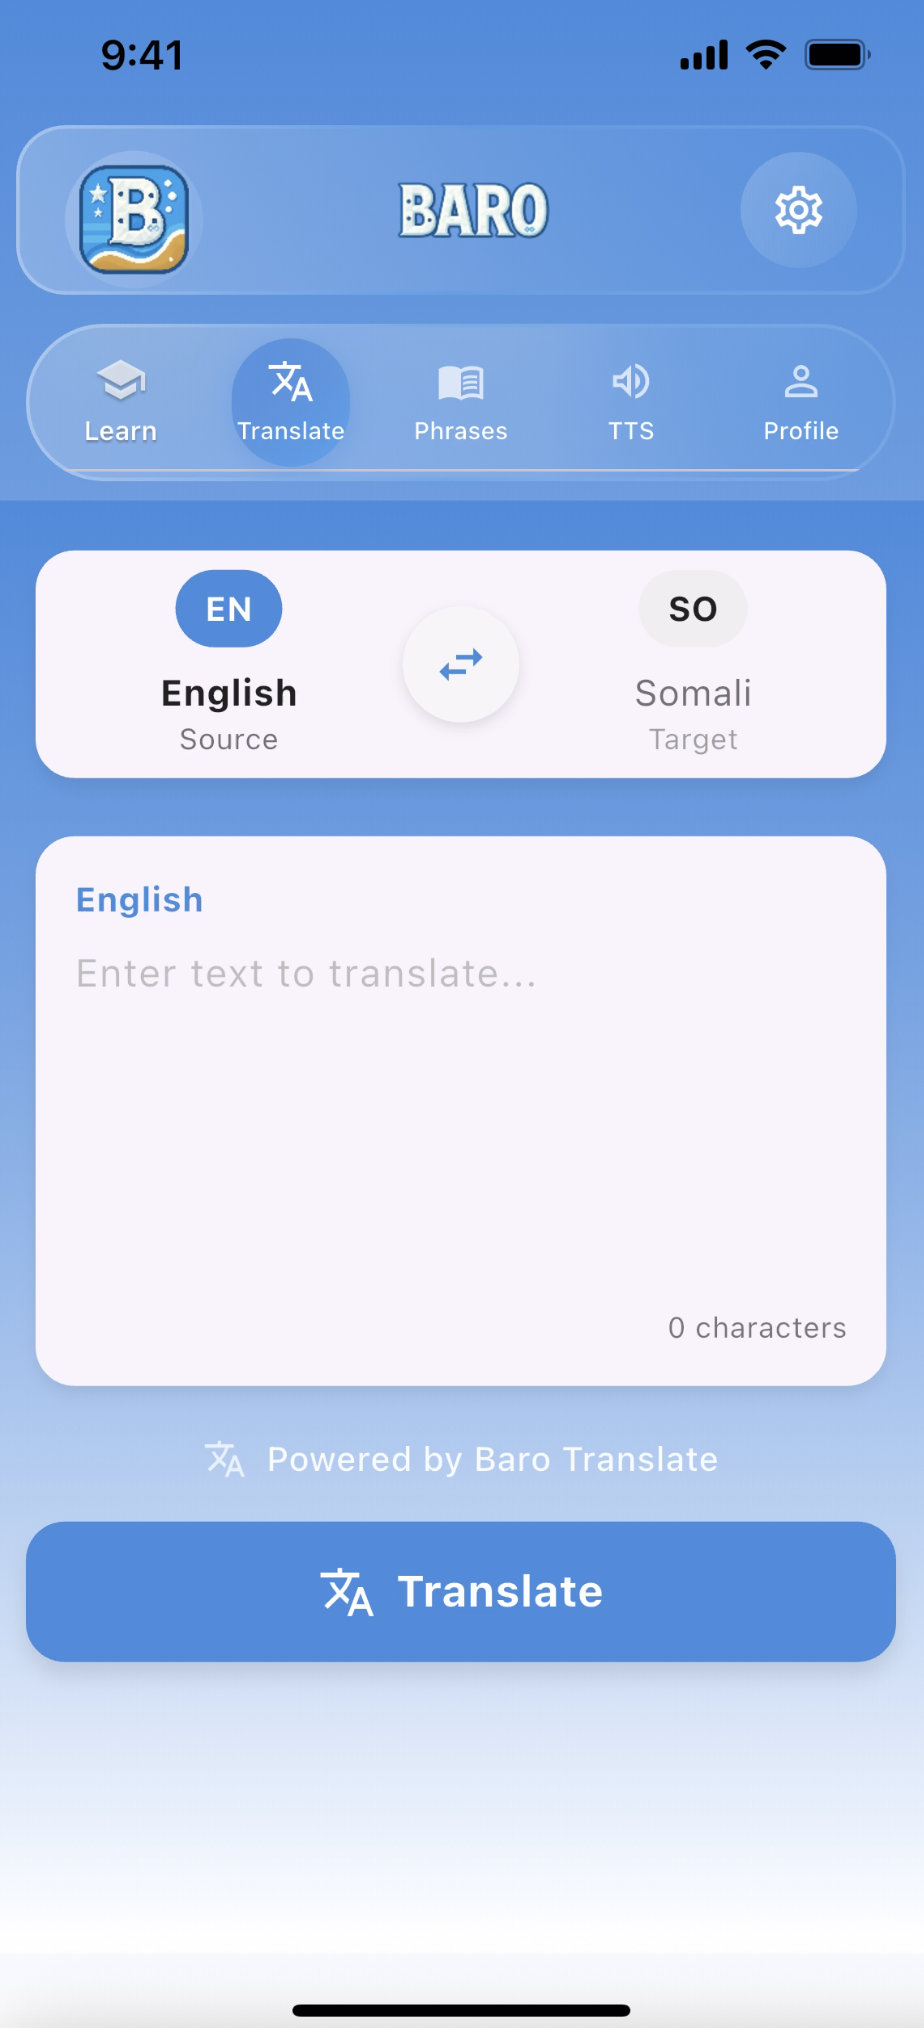 9:41
B
BARO
Learn
Translate
Phrases
TTS
Profile
EN
SO
English
Somali
Source
Target
English
Enter text to translate...
0 characters
Powered by Baro Translate
Translate